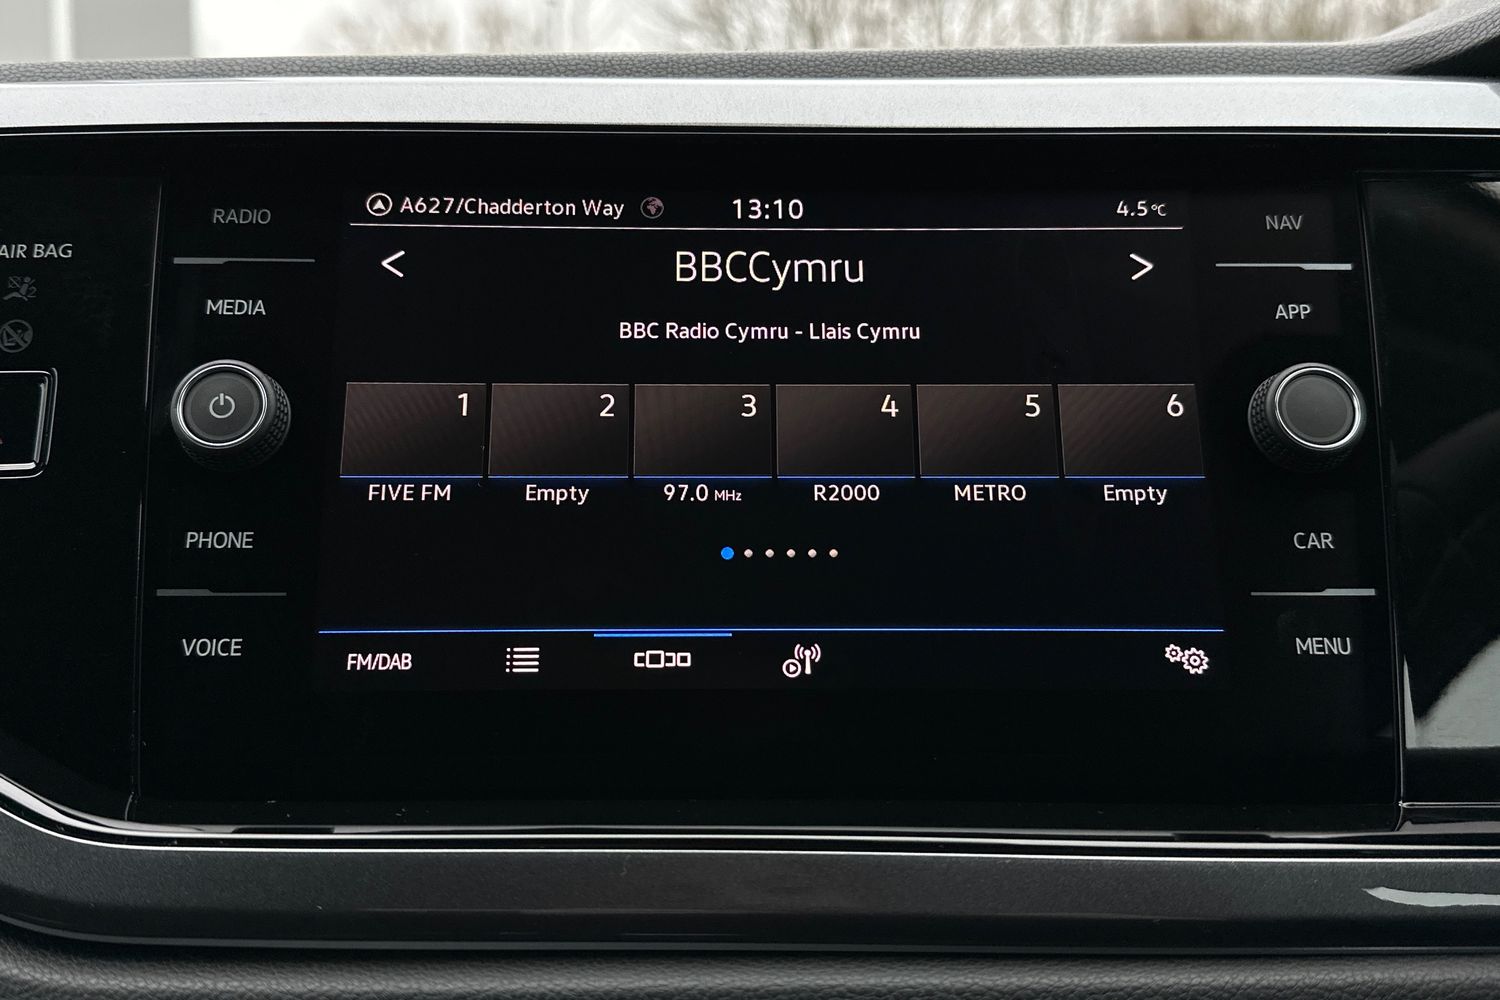 AIR BAG
RADIO
MEDIA
PHONE
VOICE
A627/Chadderton Way 13:10 4.5°C
< BBCCymru >
BBC Radio Cymru - Llais Cymru
1 2 3 4 5 6
FIVE FM Empty 97.0 MHz R2000 METRO Empty
FM/DAB
NAV
APP
CAR
MENU